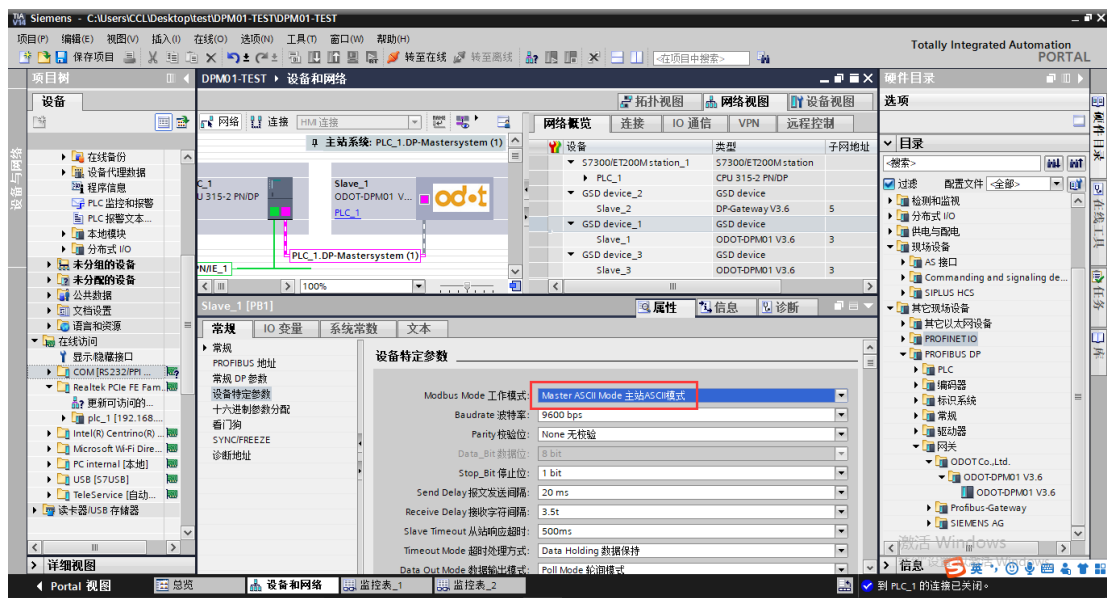 TIA V14 Siemens - C:\Users\CCL\Desktop\test\DPM01-TEST\DPM01-TEST
项目(P) 编辑(E) 视图(V) 插入(I) 在线(O) 选项(N) 工具(T) 窗口(W) 帮助(H)
Totally Integrated Automation
PORTAL
保存项目 转至在线 转至离线 <在项目中搜索>
项目树
DPM01-TEST 设备和网络
硬件目录
设备
拓扑视图 网络视图 设备视图
选项
网络 连接 HMI 连接
网络概览 连接 IO 通信 VPN 远程控制
主站系统: PLC_1.DP-Mastersystem (1)
C_1
U 315-2 PN/DP
Slave_1
ODOT-DPM01 V...
PLC_1
odot
PLC_1.DP-Mastersystem (1)
PN/IE_1
100%
设备 类型 子网地址
S7300/ET200M station_1 S7300/ET200M station
PLC_1 CPU 315-2 PN/DP
GSD device_2 GSD device
Slave_2 DP-Gateway V3.6 5
GSD device_1 GSD device
Slave_1 ODOT-DPM01 V3.6 3
GSD device_3 GSD device
Slave_3 ODOT-DPM01 V3.6 3
设备与网络
在线备份
设备代理数据
程序信息
PLC 监控和报警
PLC 报警文本...
本地模块
分布式 I/O
未分组的设备
未分配的设备
公共数据
文档设置
语言和资源
在线访问
显示/隐藏接口
COM [RS232/PPI ...
Realtek PCIe FE Fam...
更新可访问的...
plc_1 [192.168....
Intel(R) Centrino(R) ...
Microsoft Wi-Fi Dire...
PC internal [本地]
USB [S7USB]
TeleService [自动...
读卡器/USB 存储器
详细视图
Slave_1 [PB1]
属性 信息 诊断
常规 IO 变量 系统常数 文本
常规
PROFIBUS 地址
常规 DP 参数
设备特定参数
十六进制参数分配
看门狗
SYNC/FREEZE
诊断地址
设备特定参数
Modbus Mode 工作模式: Master ASCII Mode 主站ASCII模式
Baudrate 波特率: 9600 bps
Parity校验位: None 无校验
Data_Bit 数据位: 8 bit
Stop_Bit 停止位: 1 bit
Send Delay 报文发送间隔: 20 ms
Receive Delay 接收字符间隔: 3.5t
Slave Timeout 从站响应超时: 500ms
Timeout Mode 超时处理方式: Data Holding 数据保持
Data Out Mode 数据输出模式: Poll Mode 轮询模式
目录
<搜索>
过滤 配置文件 <全部>
检测和监视
分布式 I/O
供电与配电
现场设备
AS 接口
Commanding and signaling de...
SIPLUS HCS
其它现场设备
其它以太网设备
PROFINET IO
PROFIBUS DP
PLC
编码器
标识系统
常规
驱动器
网关
ODOT Co.,Ltd.
ODOT-DPM01 V3.6
ODOT-DPM01 V3.6
Profibus-Gateway
SIEMENS AG
信息
硬件目录
在线工具
任务
库
激活 Windows
英
Portal 视图 总览 设备和网络 监控表_1 监控表_2
到 PLC_1 的连接已关闭。